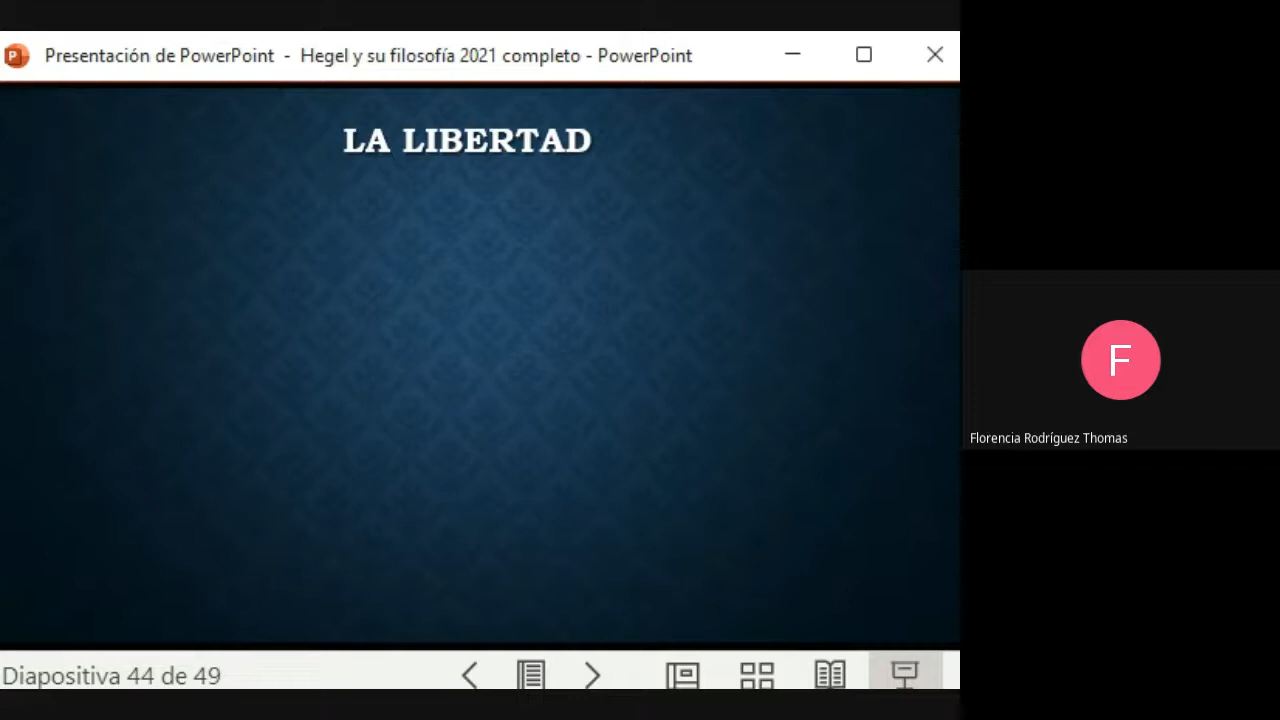 Presentación de PowerPoint - Hegel y su filosofía 2021 completo - PowerPoint
LA LIBERTAD
F
Florencia Rodríguez Thomas
Diapositiva 44 de 49